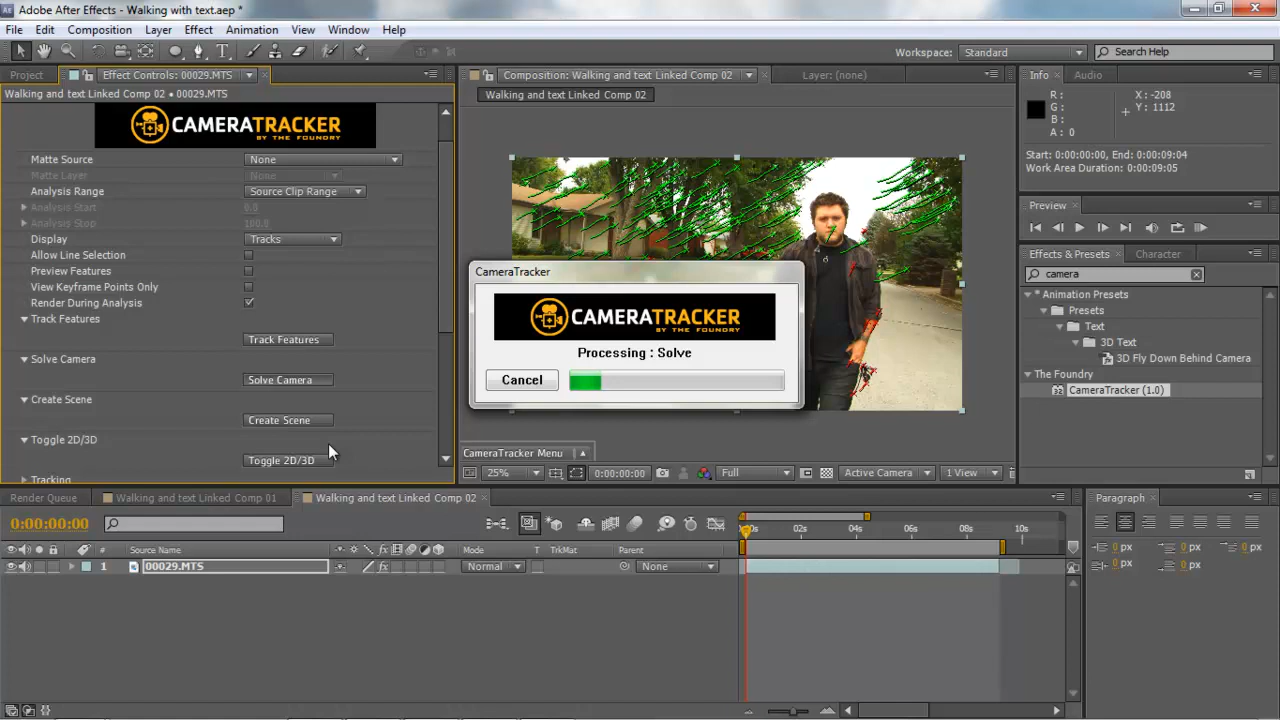 Adobe After Effects - Walking with text.aep *
File Edit Composition Layer Effect Animation View Window Help
Workspace: Standard Search Help
Project Effect Controls: 00029.MTS
Walking and text Linked Comp 02 • 00029.MTS
CAMERATRACKER
BY THE FOUNDRY
Matte Source None
Matte Layer None
Analysis Range Source Clip Range
Analysis Start 0.0
Analysis Stop 100.0
Display Tracks
Allow Line Selection
Preview Features
View Keyframe Points Only
Render During Analysis
Track Features
Track Features
Solve Camera
Solve Camera
Create Scene
Create Scene
Toggle 2D/3D
Toggle 2D/3D
Tracking
Composition: Walking and text Linked Comp 02 Layer: (none)
Walking and text Linked Comp 02
CameraTracker
CAMERATRACKER
BY THE FOUNDRY
Processing : Solve
Cancel
CameraTracker Menu
25% 0:00:00:00 Full Active Camera 1 View
Info Audio
R : X : -208
G : Y : 1112
B :
A : 0
Start: 0:00:00:00, End: 0:00:09:04
Work Area Duration: 0:00:09:05
Preview
Effects & Presets Character
camera
* Animation Presets
Presets
Text
3D Text
3D Fly Down Behind Camera
The Foundry
32 CameraTracker (1.0)
Render Queue Walking and text Linked Comp 01 Walking and text Linked Comp 02
0:00:00:00
00s 02s 04s 06s 08s 10s
# Source Name Mode T TrkMat Parent
1 00029.MTS Normal None
Paragraph
0 px 0 px 0 px
0 px 0 px